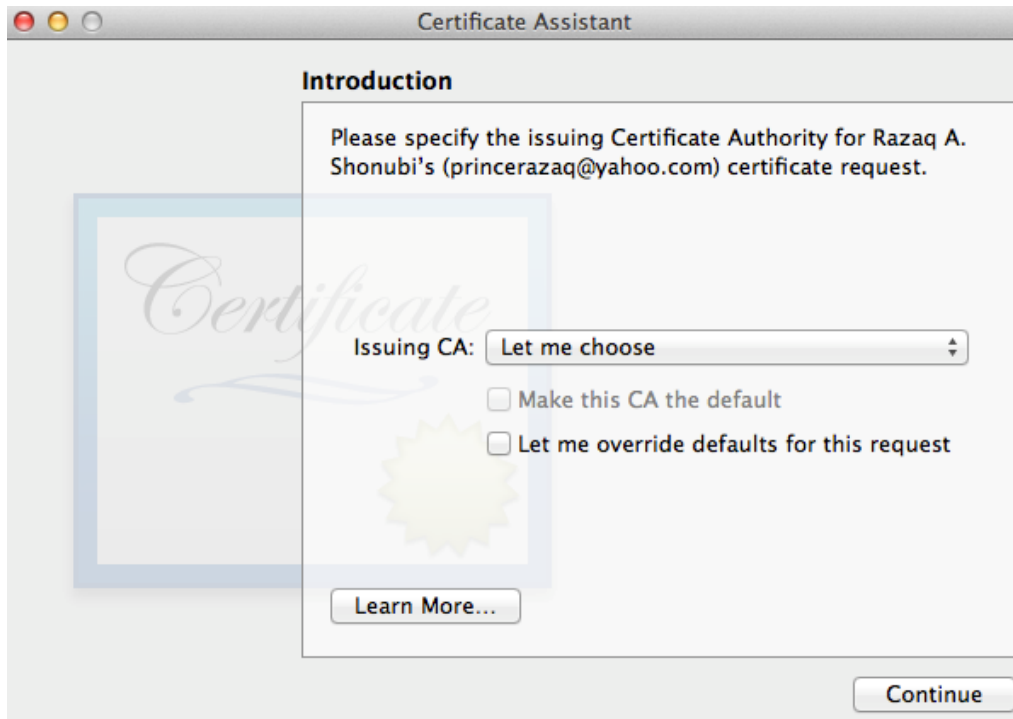 Certificate Assistant
Introduction
Please specify the issuing Certificate Authority for Razaq A.
Shonubi’s (princerazaq@yahoo.com) certificate request.
Certificate
Issuing CA: Let me choose
Make this CA the default
Let me override defaults for this request
Learn More...
Continue